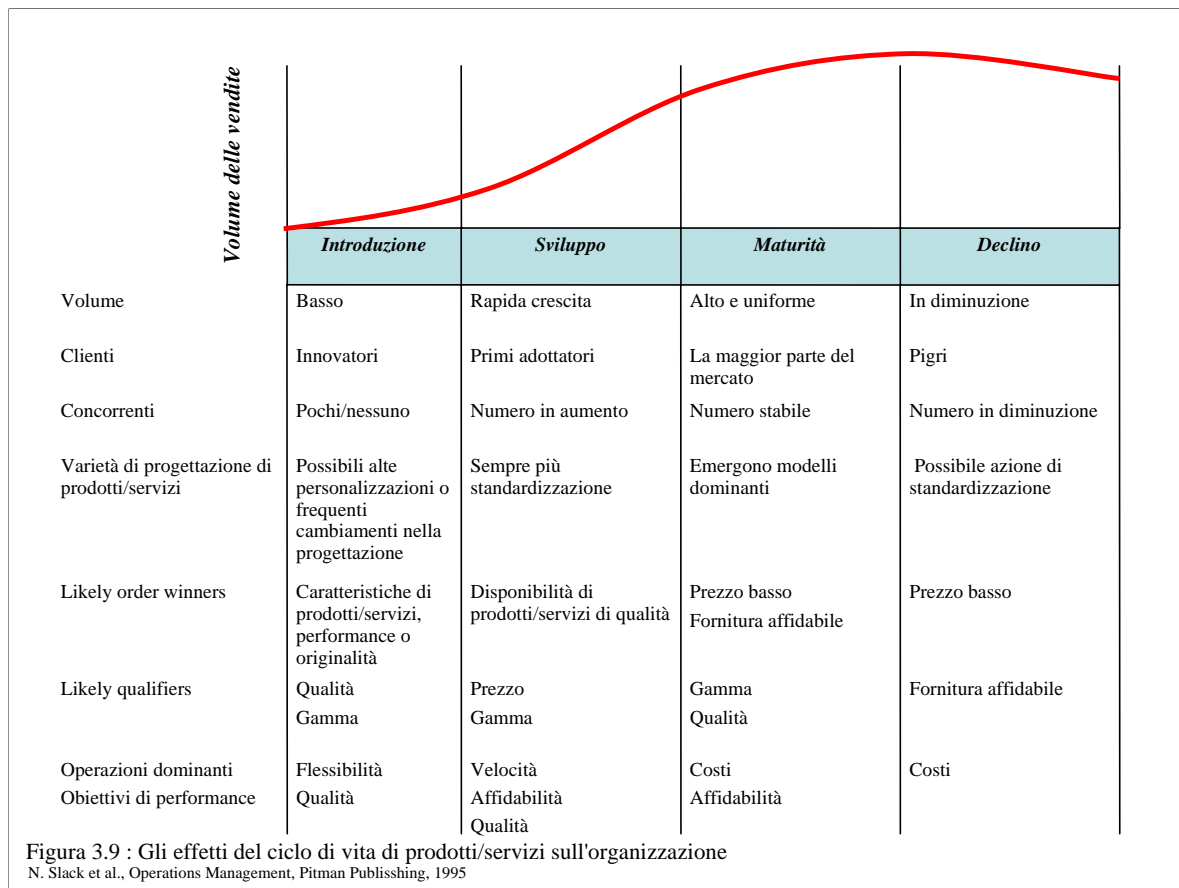 Volume delle vendite
Introduzione
Sviluppo
Maturità
Declino
Volume
Basso
Rapida crescita
Alto e uniforme
In diminuzione
Clienti
Innovatori
Primi adottatori
La maggior parte del
mercato
Pigri
Concorrenti
Pochi/nessuno
Numero in aumento
Numero stabile
Numero in diminuzione
Varietà di progettazione di
prodotti/servizi
Possibili alte
personalizzazioni o
frequenti
cambiamenti nella
progettazione
Sempre più
standardizzazione
Emergono modelli
dominanti
Possibile azione di
standardizzazione
Likely order winners
Caratteristiche di
prodotti/servizi,
performance o
originalità
Disponibilità di
prodotti/servizi di qualità
Prezzo basso
Fornitura affidabile
Prezzo basso
Likely qualifiers
Qualità
Gamma
Prezzo
Gamma
Gamma
Qualità
Fornitura affidabile
Operazioni dominanti
Obiettivi di performance
Flessibilità
Qualità
Velocità
Affidabilità
Qualità
Costi
Affidabilità
Costi
Figura 3.9 : Gli effetti del ciclo di vita di prodotti/servizi sull'organizzazione
N. Slack et al., Operations Management, Pitman Publisshing, 1995